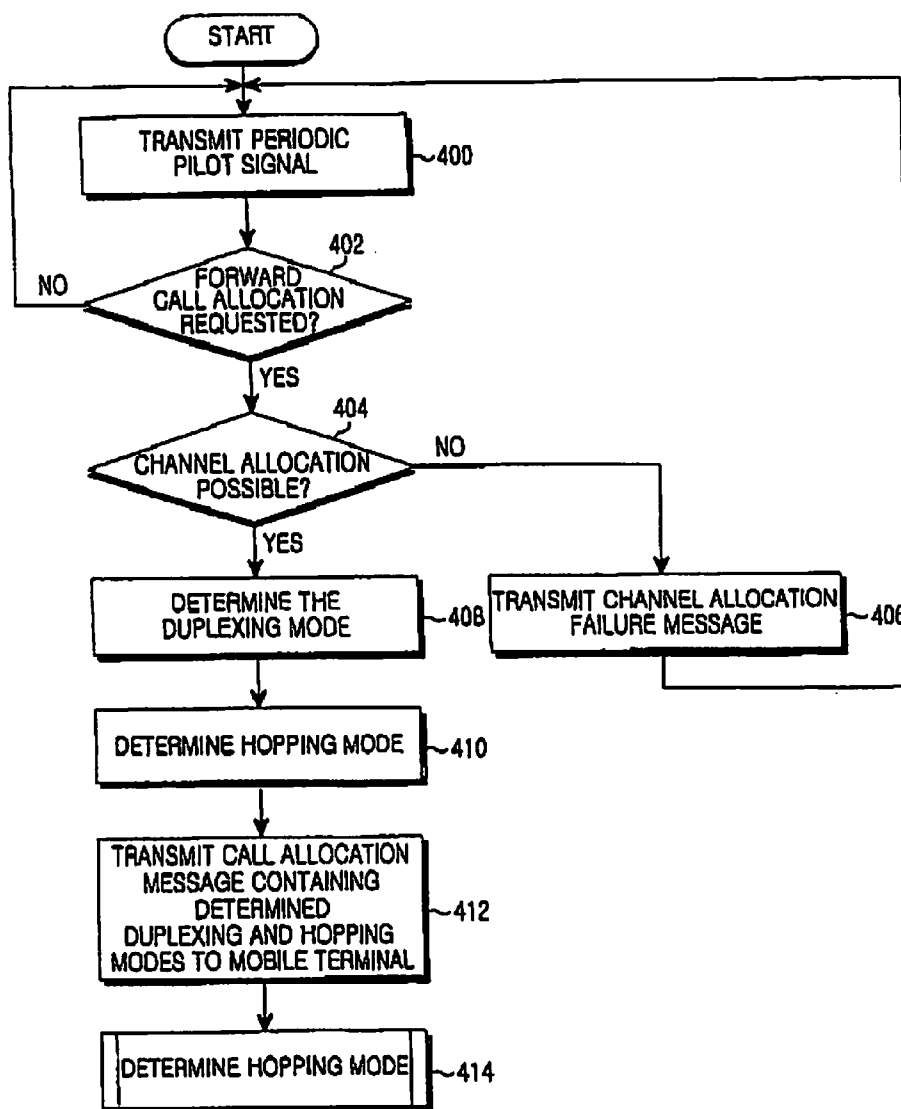 START
TRANSMIT PERIODIC
PILOT SIGNAL
400
402
FORWARD
CALL ALLOCATION
REQUESTED?
NO
YES
404
CHANNEL ALLOCATION
POSSIBLE?
NO
YES
DETERMINE THE
DUPLEXING MODE
408
TRANSMIT CHANNEL ALLOCATION
FAILURE MESSAGE
406
DETERMINE HOPPING MODE
410
TRANSMIT CALL ALLOCATION
MESSAGE CONTAINING
DETERMINED
DUPLEXING AND HOPPING
MODES TO MOBILE TERMINAL
412
DETERMINE HOPPING MODE
414